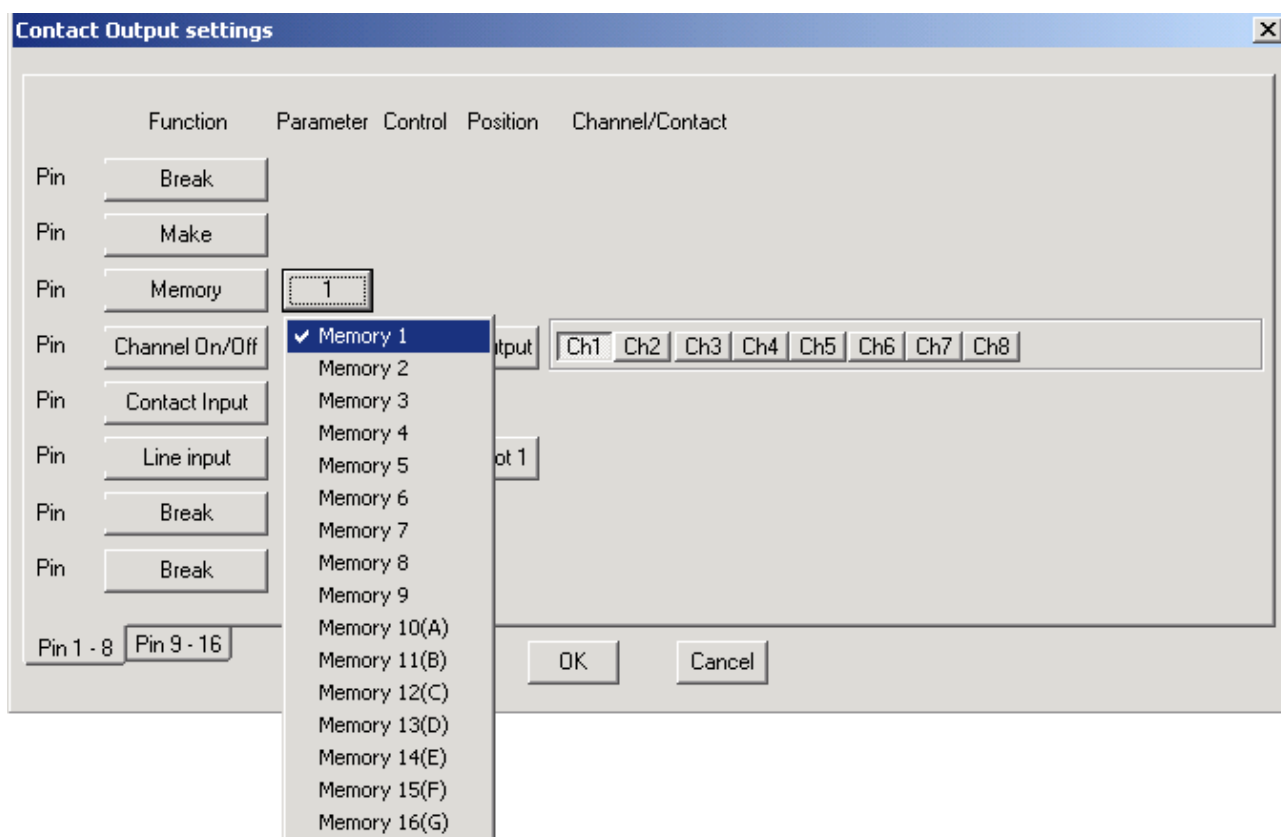 Contact Output settings
Function Parameter Control Position Channel/Contact
Pin Break
Pin Make
Pin Memory 1
Pin Channel On/Off Ch1 Ch2 Ch3 Ch4 Ch5 Ch6 Ch7 Ch8
Pin Contact Input
Pin Line input 1
Pin Break
Pin Break
Memory 1
Memory 2
Memory 3
Memory 4
Memory 5
Memory 6
Memory 7
Memory 8
Memory 9
Memory 10(A)
Memory 11(B)
Memory 12(C)
Memory 13(D)
Memory 14(E)
Memory 15(F)
Memory 16(G)
Pin 1 - 8 Pin 9 - 16
OK Cancel